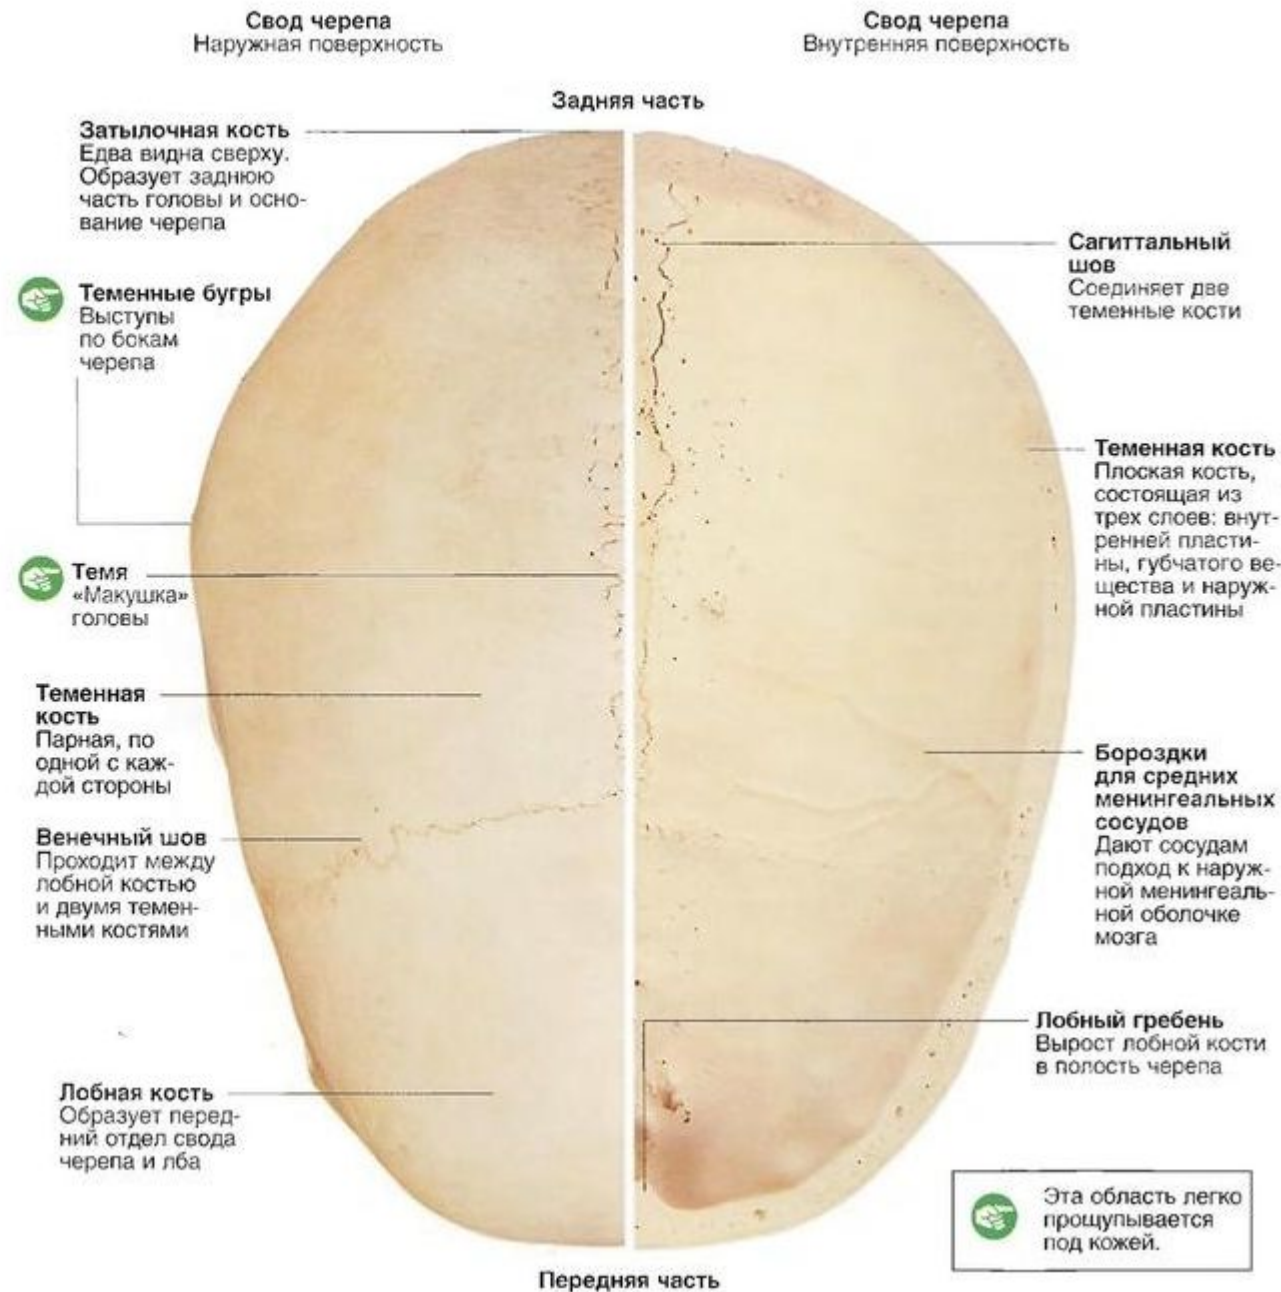 Свод черепа
Наружная поверхность
Свод черепа
Внутренняя поверхность
Задняя часть
Затылочная кость
Едва видна сверху.
Образует заднюю
часть головы и осно-
вание черепа
Теменные бугры
Выступы
по бокам
черепа
Темя
«Макушка»
головы
Теменная
кость
Парная, по
одной с каж-
дой стороны
Венечный шов
Проходит между
лобной костью
и двумя темен-
ными костями
Лобная кость
Образует перед-
ний отдел свода
черепа и лба
Сагиттальный
шов
Соединяет две
теменные кости
Теменная кость
Плоская кость,
состоящая из
трех слоев: внут-
ренней пласти-
ны, губчатого ве-
щества и наруж-
ной пластины
Бороздки
для средних
менингеальных
сосудов
Дают сосудам
подход к наруж-
ной менингеаль-
ной оболочке
мозга
Лобный гребень
Вырост лобной кости
в полость черепа
Эта область легко
прощупывается
под кожей.
Передняя часть